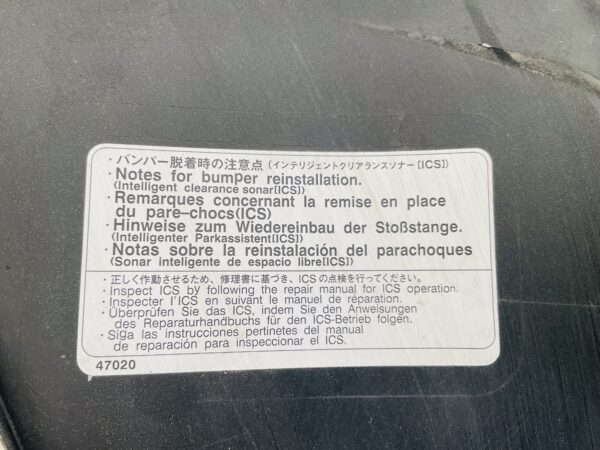 ・バンパー脱着時の注意点(インテリジェントクリアランスソナー[ICS])
・Notes for bumper reinstallation.
(Intelligent clearance sonar[ICS])
・Remarques concernant la remise en place
du pare-chocs(ICS)
・Hinweise zum Wiedereinbau der Stoßstange.
(Intelligenter Parkassistent[ICS])
・Notas sobre la reinstalación del parachoques
(Sonar inteligente de espacio libre[ICS])
・正しく作動させるため、修理書に基づき、ICSの点検を行ってください。
・Inspect ICS by following the repair manual for ICS operation.
・Inspecter l'ICS en suivant le manuel de réparation.
・Überprüfen Sie das ICS, indem Sie den Anweisungen
des Reparaturhandbuchs für den ICS-Betrieb folgen.
・Siga las instrucciones pertinetes del manual
de reparación para inspeccionar el ICS.
47020